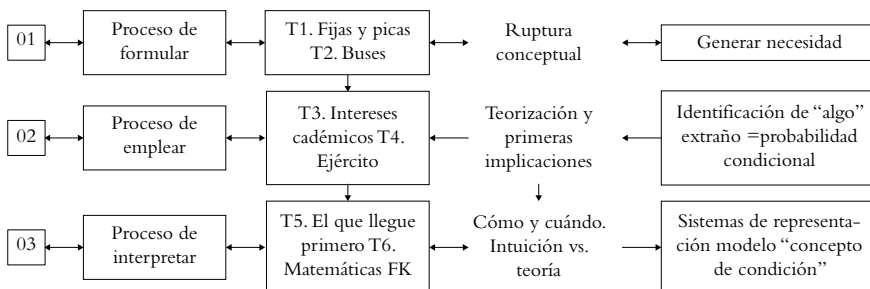 01
Proceso de
formular
T1. Fijas y picas
T2. Buses
Ruptura
conceptual
Generar necesidad
02
Proceso de
emplear
T3. Intereses
cadémicos T4.
Ejército
Teorización y
primeras
implicaciones
Identificación de “algo”
extraño =probabilidad
condicional
03
Proceso de
interpretar
T5. El que llegue
primero T6.
Matemáticas FK
Cómo y cuándo.
Intuición vs.
teoría
Sistemas de representa-
ción modelo “concepto
de condición”